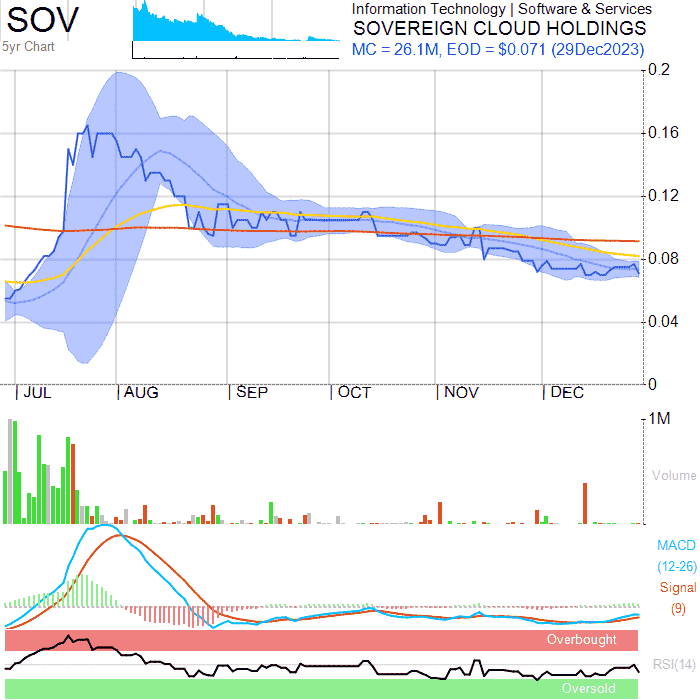 SOV
5yr Chart
Information Technology | Software & Services
SOVEREIGN CLOUD HOLDINGS
MC = 26.1M, EOD = $0.071 (29Dec2023)
0.2
0.16
0.12
0.08
0.04
0
JUL AUG SEP OCT NOV DEC
1M
Volume
MACD
(12-26)
Signal
(9)
Overbought
RSI(14)
Oversold